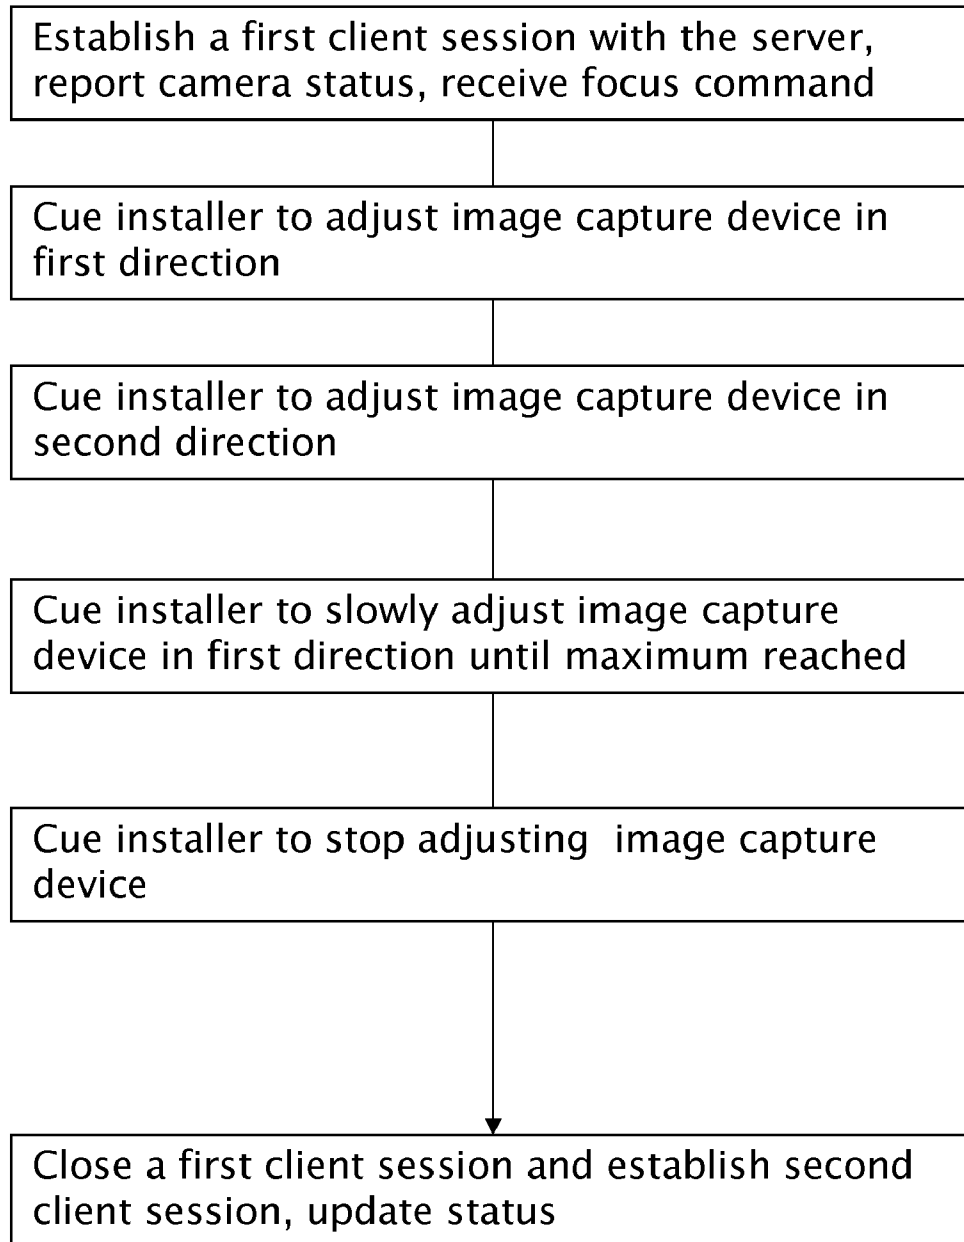 Establish a first client session with the server,
report camera status, receive focus command
Cue installer to adjust image capture device in
first direction
Cue installer to adjust image capture device in
second direction
Cue installer to slowly adjust image capture
device in first direction until maximum reached
Cue installer to stop adjusting  image capture
device
Close a first client session and establish second
client session, update status